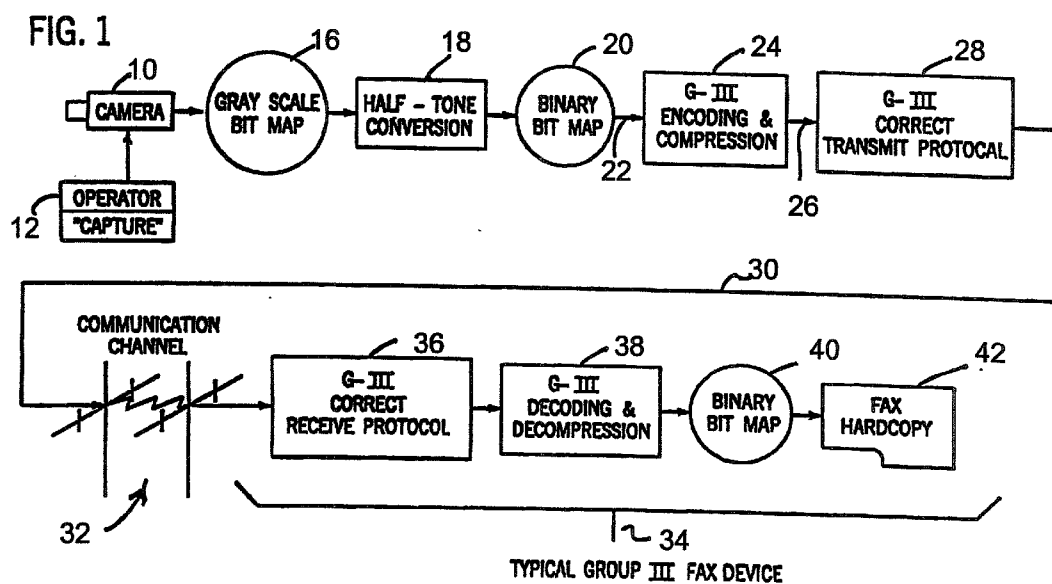 FIG. 1
10
CAMERA
12
OPERATOR
"CAPTURE"
16
GRAY SCALE
BIT MAP
18
HALF - TONE
CONVERSION
20
BINARY
BIT MAP
22
24
G-III
ENCODING &
COMPRESSION
26
28
G-III
CORRECT
TRANSMIT PROTOCAL
30
COMMUNICATION
CHANNEL
32
36
G-III
CORRECT
RECEIVE PROTOCOL
38
G-III
DECODING &
DECOMPRESSION
40
BINARY
BIT MAP
42
FAX
HARDCOPY
34
TYPICAL GROUP III FAX DEVICE